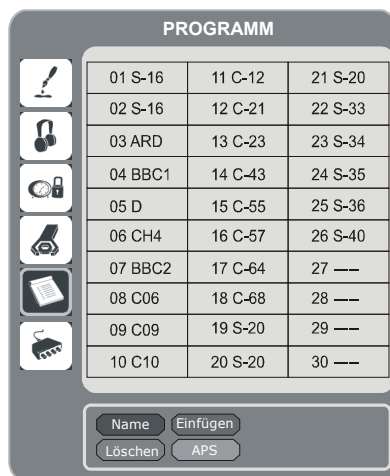 PROGRAMM
01 S-16 11 C-12 21 S-20
02 S-16 12 C-21 22 S-33
03 ARD 13 C-23 23 S-34
04 BBC1 14 C-43 24 S-35
05 D 15 C-55 25 S-36
06 CH4 16 C-57 26 S-40
07 BBC2 17 C-64 27 -----
08 C06 18 C-68 28 -----
09 C09 19 S-20 29 -----
10 C10 20 S-20 30 -----
Name Einfügen
Löschen APS